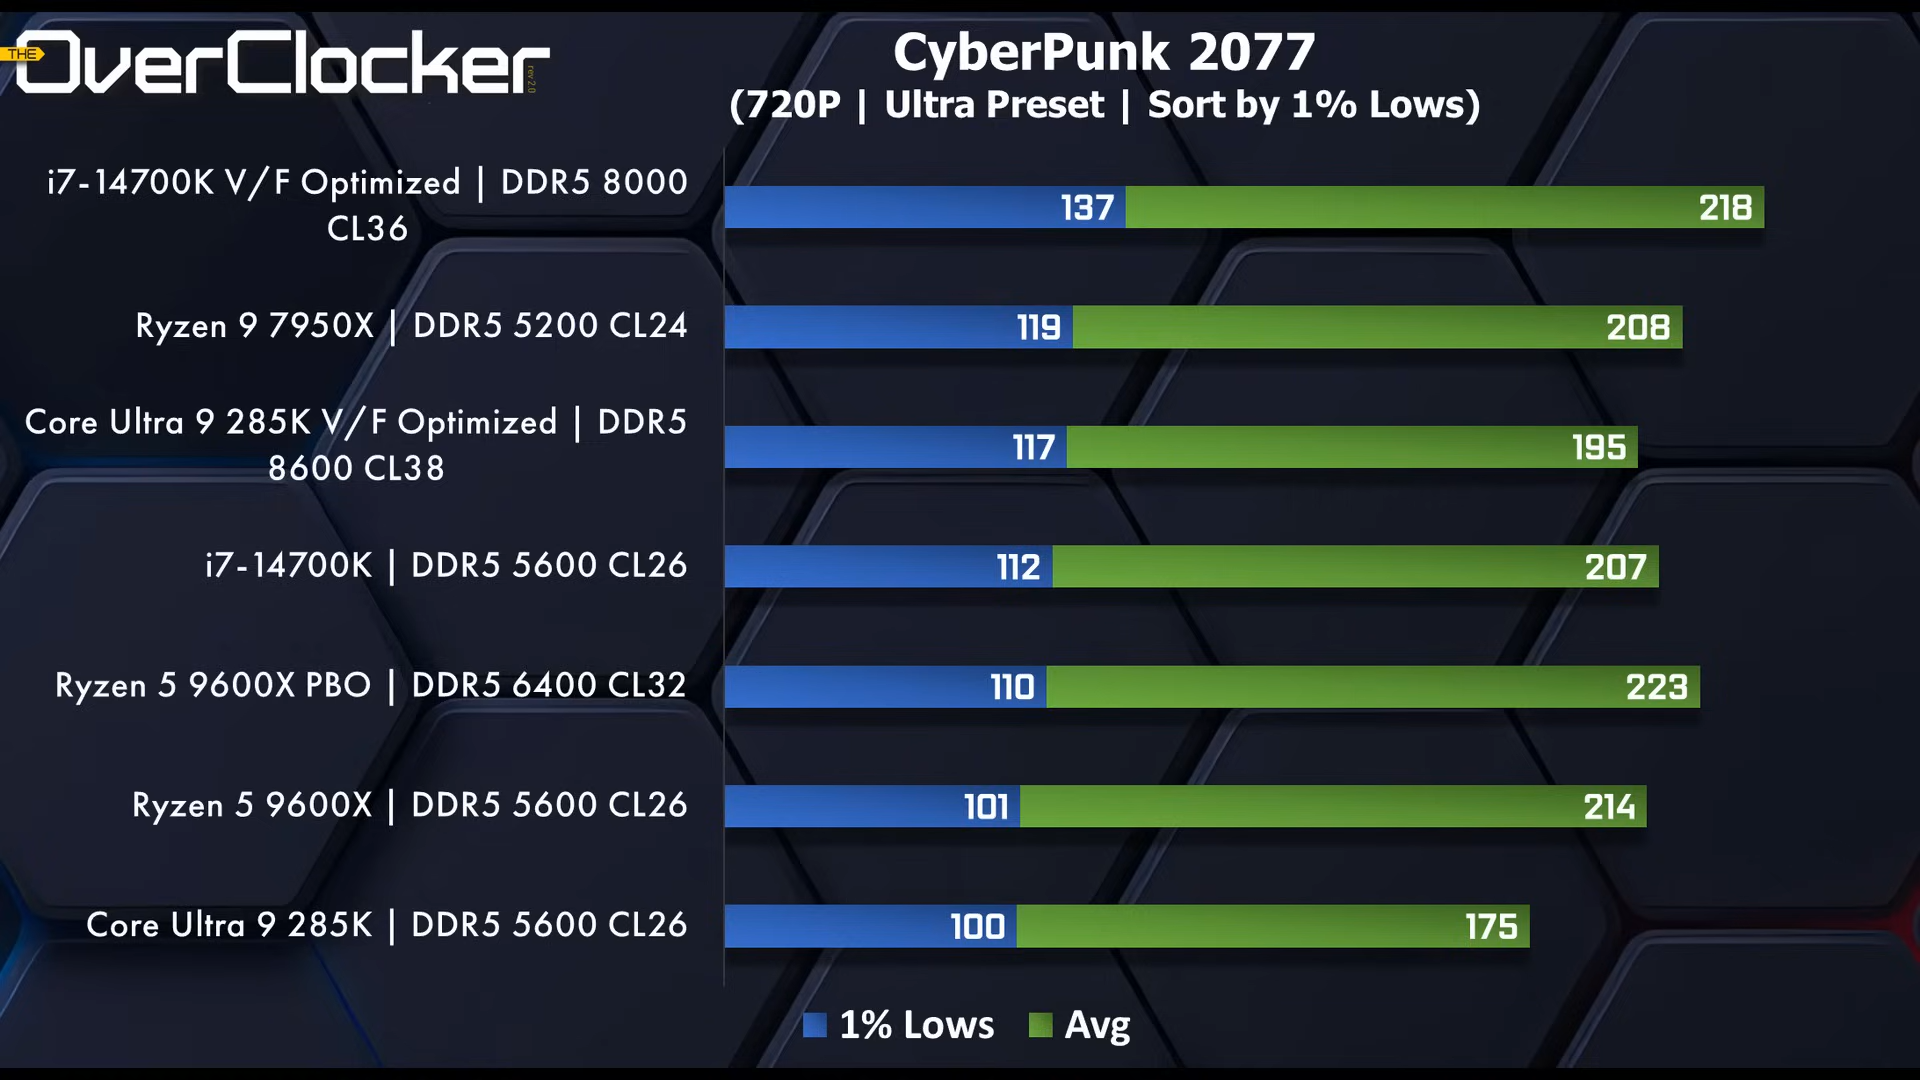 THE OverClocker rev 2.0
CyberPunk 2077
(720P | Ultra Preset | Sort by 1% Lows)
i7-14700K V/F Optimized | DDR5 8000
CL36
137
218
Ryzen 9 7950X | DDR5 5200 CL24
119
208
Core Ultra 9 285K V/F Optimized | DDR5
8600 CL38
117
195
i7-14700K | DDR5 5600 CL26
112
207
Ryzen 5 9600X PBO | DDR5 6400 CL32
110
223
Ryzen 5 9600X | DDR5 5600 CL26
101
214
Core Ultra 9 285K | DDR5 5600 CL26
100
175
1% Lows
Avg